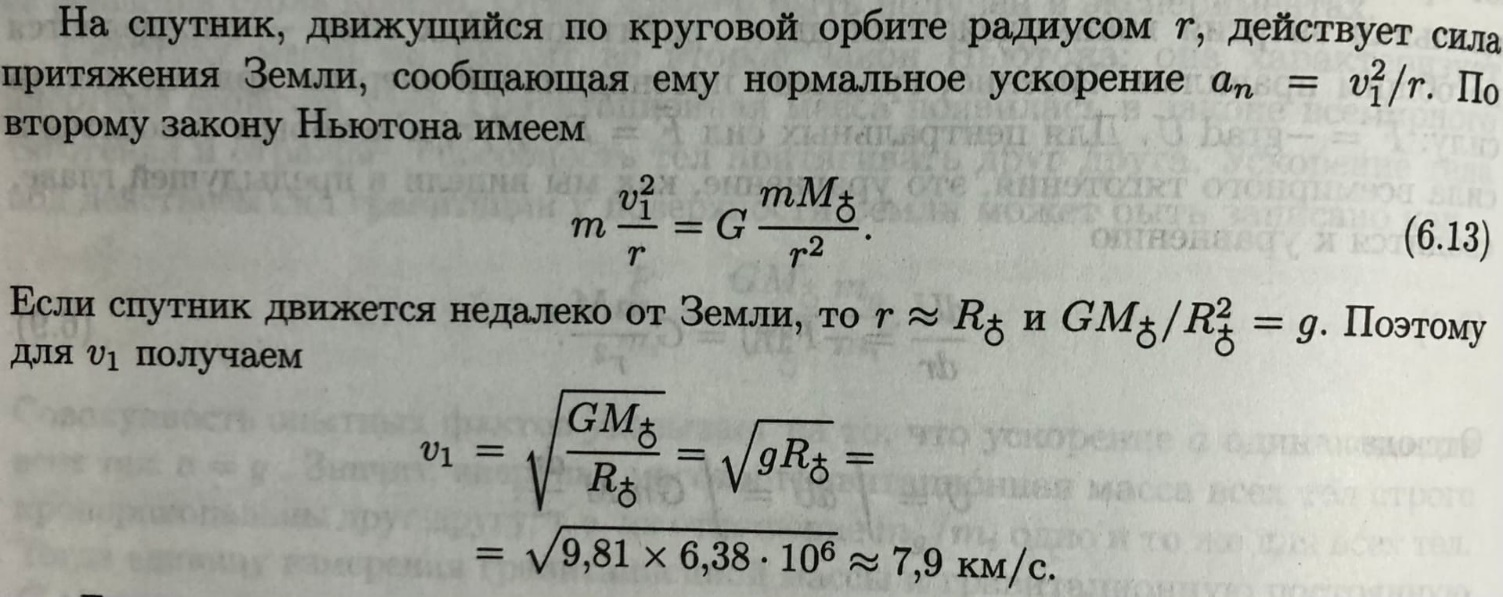 На спутник, движущийся по круговой орбите радиусом r, действует сила
притяжения Земли, сообщающая ему нормальное ускорение aₙ = v₁²/r. По
второму закону Ньютона имеем
m v₁²/r = G mM♁/r². (6.13)
Если спутник движется недалеко от Земли, то r ≈ R♁ и GM♁/R♁² = g. Поэтому
для v₁ получаем
v₁ = √(GM♁/R♁) = √(gR♁) =
= √(9,81 × 6,38 · 10⁶) ≈ 7,9 км/с.